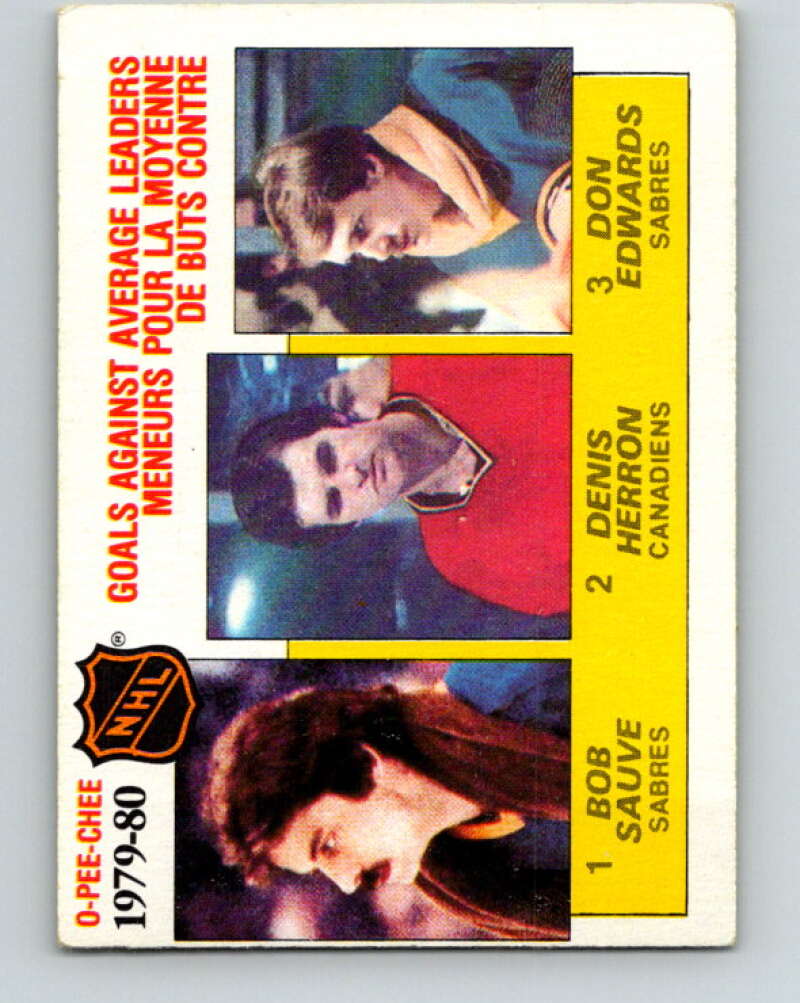 O-PEE-CHEE
1979-80
NHL
®
GOALS AGAINST AVERAGE LEADERS
MENEURS POUR LA MOYENNE
DE BUTS CONTRE
1 BOB
SAUVE
SABRES
2 DENIS
HERRON
CANADIENS
3 DON
EDWARDS
SABRES